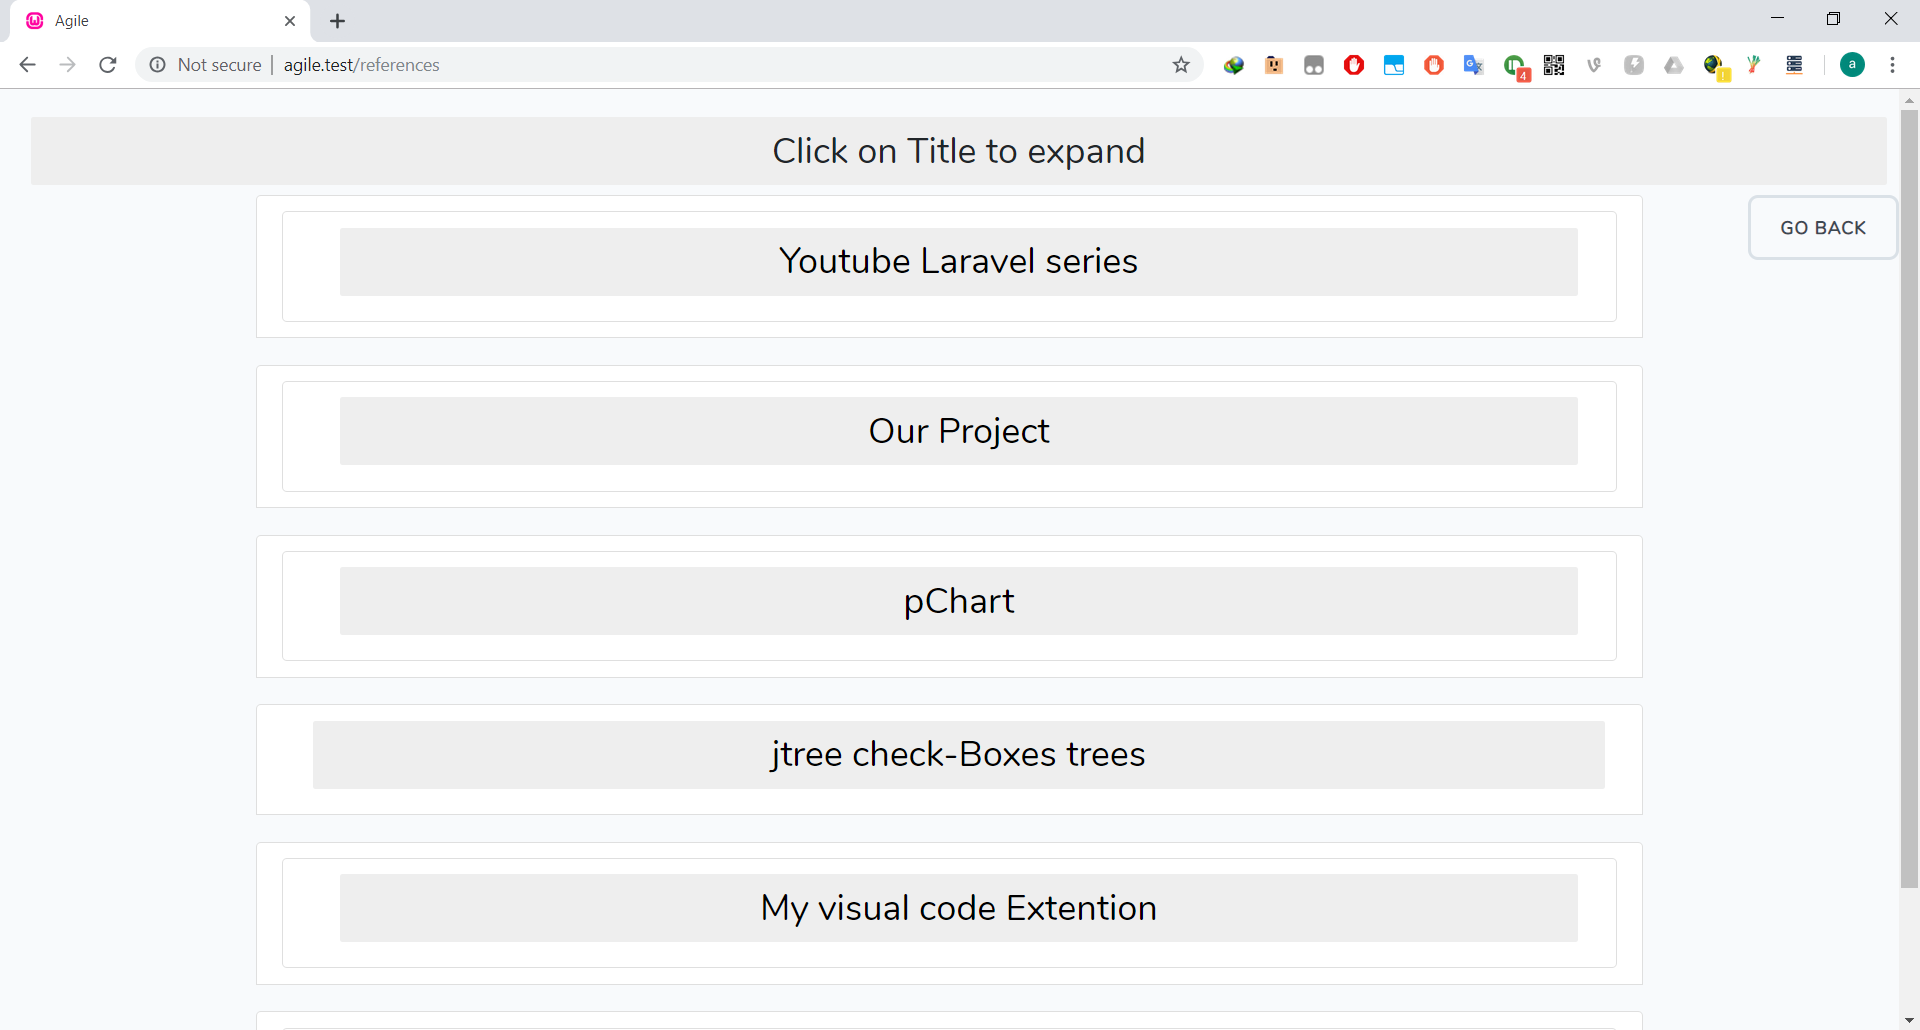 Agile
Not secure | agile.test/references
4
a
Click on Title to expand
GO BACK
Youtube Laravel series
Our Project
pChart
jtree check-Boxes trees
My visual code Extention